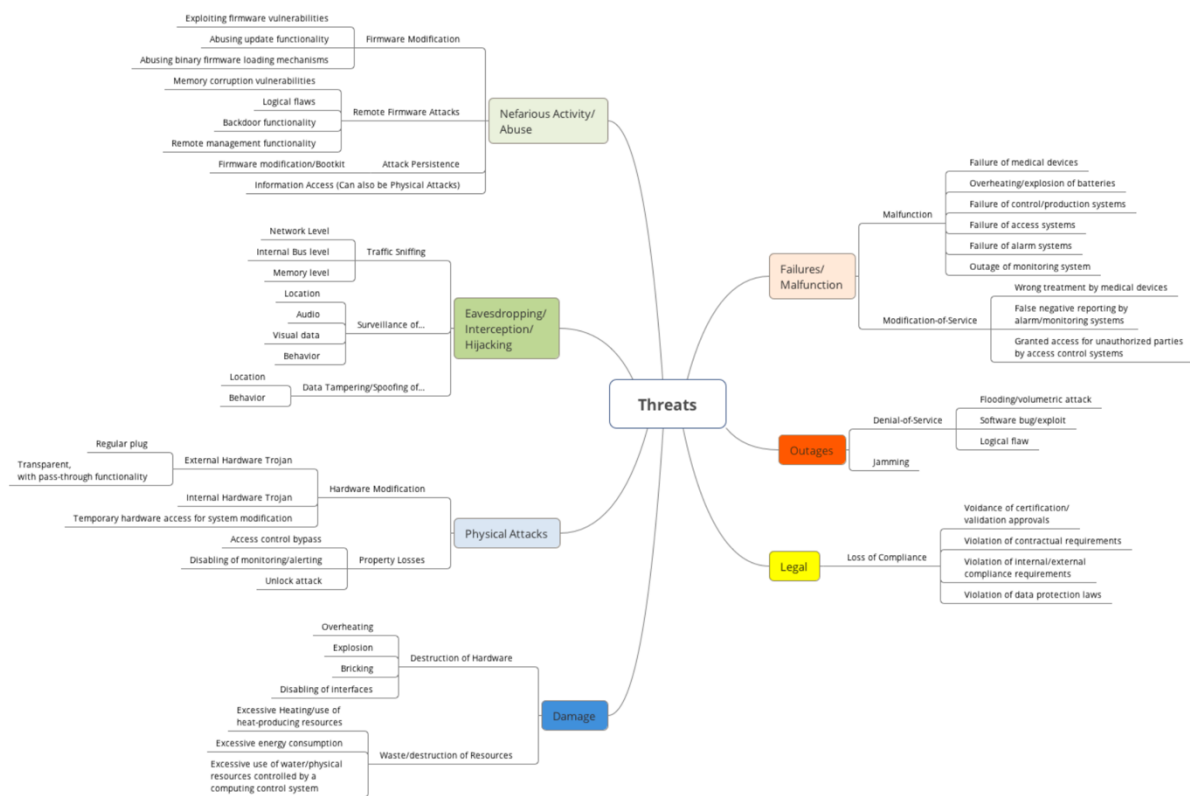 Threats
Nefarious Activity/
Abuse
Firmware Modification
Exploiting firmware vulnerabilities
Abusing update functionality
Abusing binary firmware loading mechanisms
Remote Firmware Attacks
Memory corruption vulnerabilities
Logical flaws
Backdoor functionality
Remote management functionality
Attack Persistence
Firmware modification/Bootkit
Information Access (Can also be Physical Attacks)
Eavesdropping/
Interception/
Hijacking
Traffic Sniffing
Network Level
Internal Bus level
Memory level
Surveillance of...
Location
Audio
Visual data
Behavior
Data Tampering/Spoofing of...
Location
Behavior
Physical Attacks
Hardware Modification
External Hardware Trojan
Regular plug
Transparent,
with pass-through functionality
Internal Hardware Trojan
Temporary hardware access for system modification
Property Losses
Access control bypass
Disabling of monitoring/alerting
Unlock attack
Damage
Destruction of Hardware
Overheating
Explosion
Bricking
Disabling of interfaces
Waste/destruction of Resources
Excessive Heating/use of
heat-producing resources
Excessive energy consumption
Excessive use of water/physical
resources controlled by a
computing control system
Failures/
Malfunction
Malfunction
Failure of medical devices
Overheating/explosion of batteries
Failure of control/production systems
Failure of access systems
Failure of alarm systems
Outage of monitoring system
Modification-of-Service
Wrong treatment by medical devices
False negative reporting by
alarm/monitoring systems
Granted access for unauthorized parties
by access control systems
Outages
Denial-of-Service
Flooding/volumetric attack
Software bug/exploit
Logical flaw
Jamming
Legal
Loss of Compliance
Voidance of certification/
validation approvals
Violation of contractual requirements
Violation of internal/external
compliance requirements
Violation of data protection laws